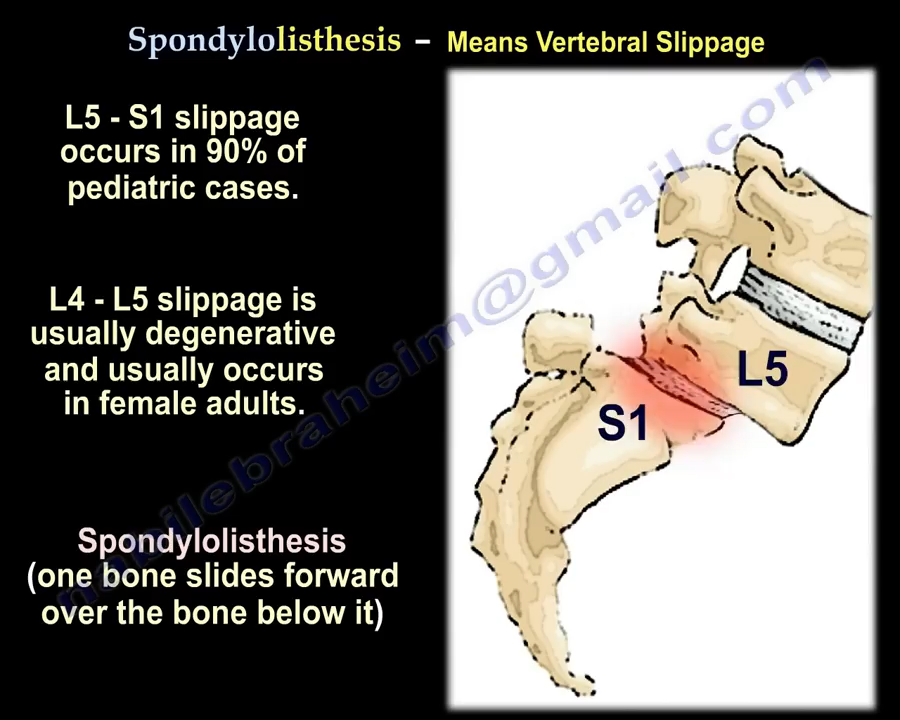 Spondylolisthesis – Means Vertebral Slippage
L5 - S1 slippage
occurs in 90% of
pediatric cases.
L4 - L5 slippage is
usually degenerative
and usually occurs
in female adults.
Spondylolisthesis
(one bone slides forward
over the bone below it)
L5
S1
nabilebraheim@gmail.com